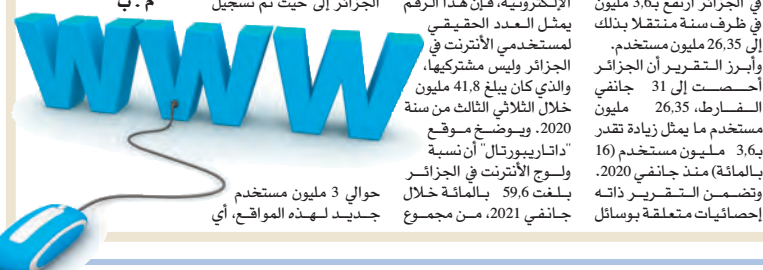 في الجزائر ارتفع بـ3,6 مليون
في ظرف سنة منتقلا بذلك
إلى 26,35 مليون مستخدم.
وأبرز التقرير أن الجزائر
أحصت إلى 31 جانفي
الفارط، 26,35 مليون
مستخدم ما يمثل زيادة تقدر
بـ3,6 مليون مستخدم (16
بالمائة) منذ جانفي 2020.
وتضمن التقرير ذاته
إحصائيات متعلقة بوسائل
الإلكترونية، فإن هذا الرقم
يمثل العدد الحقيقي
لمستخدمي الأنترنت في
الجزائر وليس مشتركيها،
والذي كان يبلغ 41,8 مليون
خلال الثلاثي الثالث من سنة
2020. ويوضح موقع
"داتاريبورتال" أن نسبة
ولوج الأنترنت في الجزائر
بلغت 59,6 بالمائة خلال
جانفي 2021، من مجموع
الجزائر إلى حيث تم تسجيل
حوالي 3 مليون مستخدم
جديد لهذه المواقع، أي
م . ب
WWW